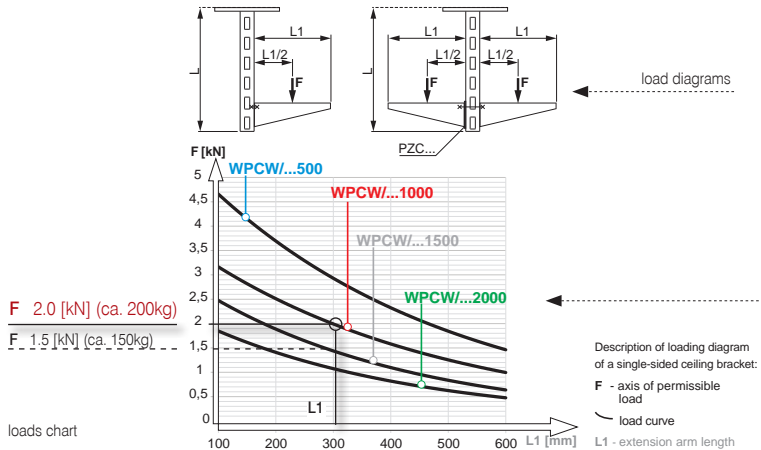 L1 L1 L1
L1/2 L1/2 L1/2
L L
F F F
load diagrams
PZC...
F [kN]
WPCW/...500
WPCW/...1000
WPCW/...1500
WPCW/...2000
5
4,5
4
3,5
3
2,5
2
1,5
1
0,5
0
F 2.0 [kN] (ca. 200kg)
F 1.5 [kN] (ca. 150kg)
L1
loads chart
100 200 300 400 500 600 L1 [mm]
Description of loading diagram
of a single-sided ceiling bracket:
F - axis of permissible
load
load curve
L1 - extension arm length